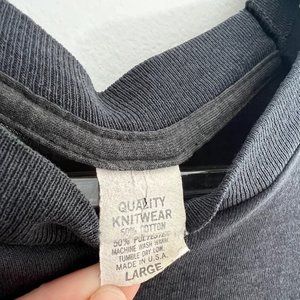 QUALITY
KNITWEAR
50% COTTON
50% POLYESTER
MACHINE WASH WARM
TUMBLE DRY LOW
MADE IN U.S.A.
LARGE